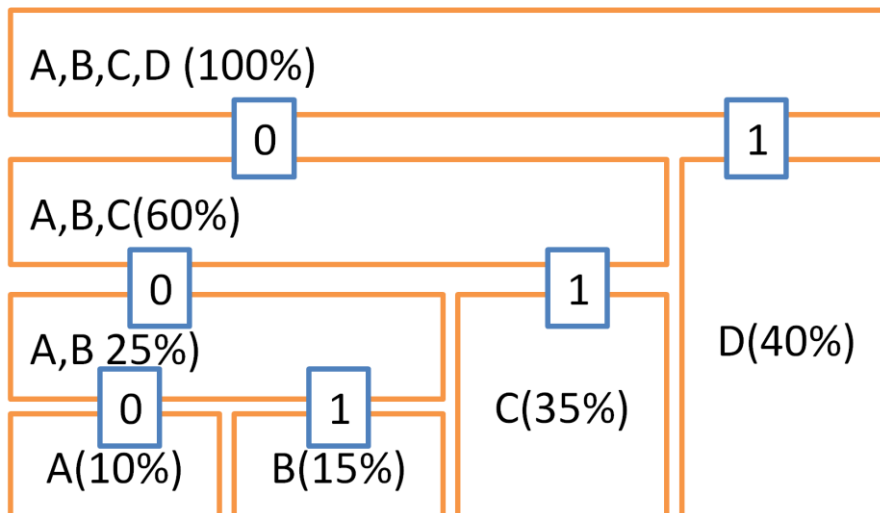 A,B,C,D (100%)
0
1
A,B,C(60%)
0
1
A,B 25%)
D(40%)
0
1
C(35%)
A(10%)
B(15%)